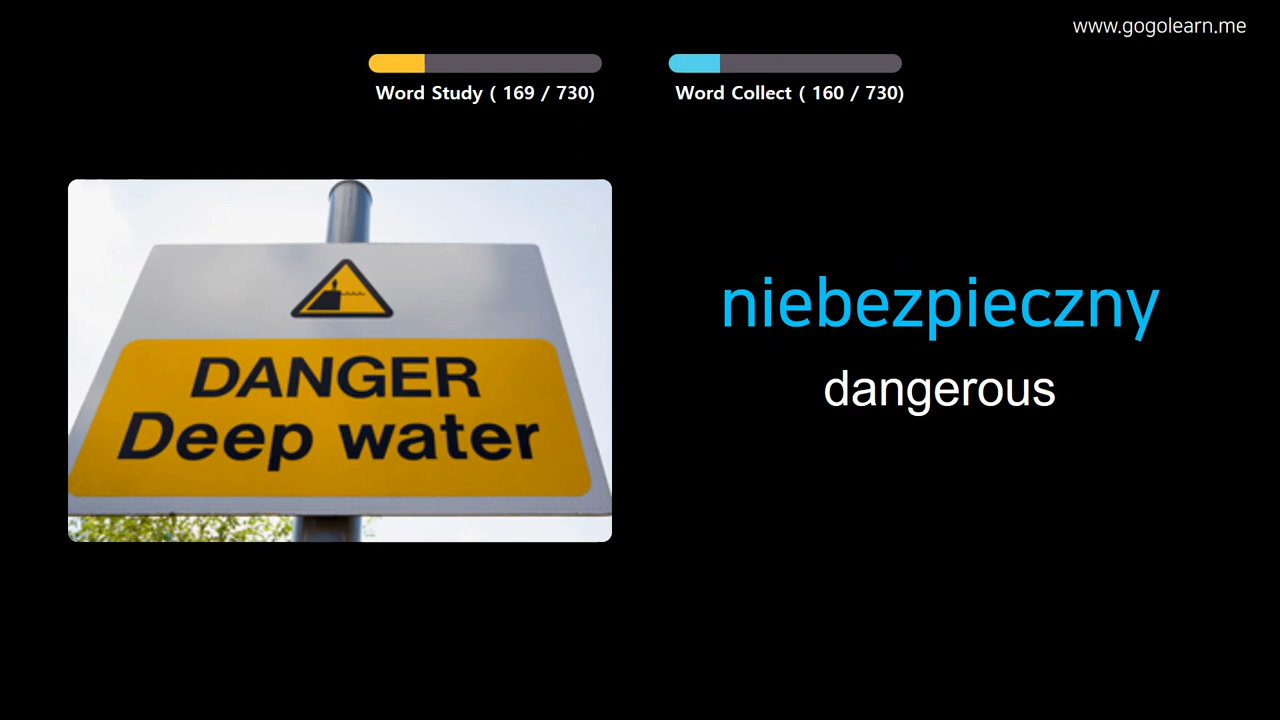 www.gogolearn.me
Word Study ( 169 / 730)
Word Collect ( 160 / 730)
DANGER
Deep water
niebezpieczny
dangerous